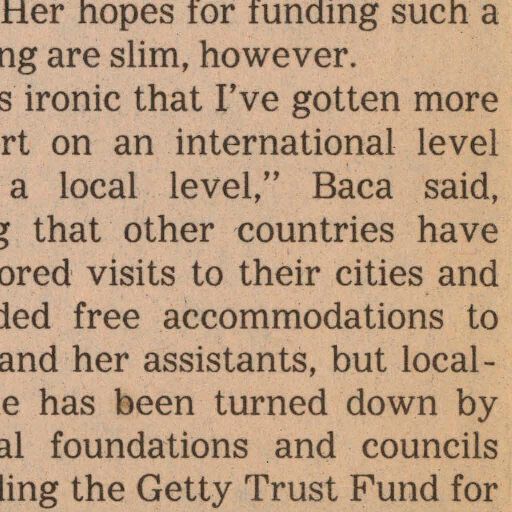 Her hopes for funding such a
ng are slim, however.
s ironic that I've gotten more
rt on an international level
a local level,” Baca said,
g that other countries have
ored visits to their cities and
ded free accommodations to
and her assistants, but local-
e has been turned down by
al foundations and councils
ding the Getty Trust Fund for